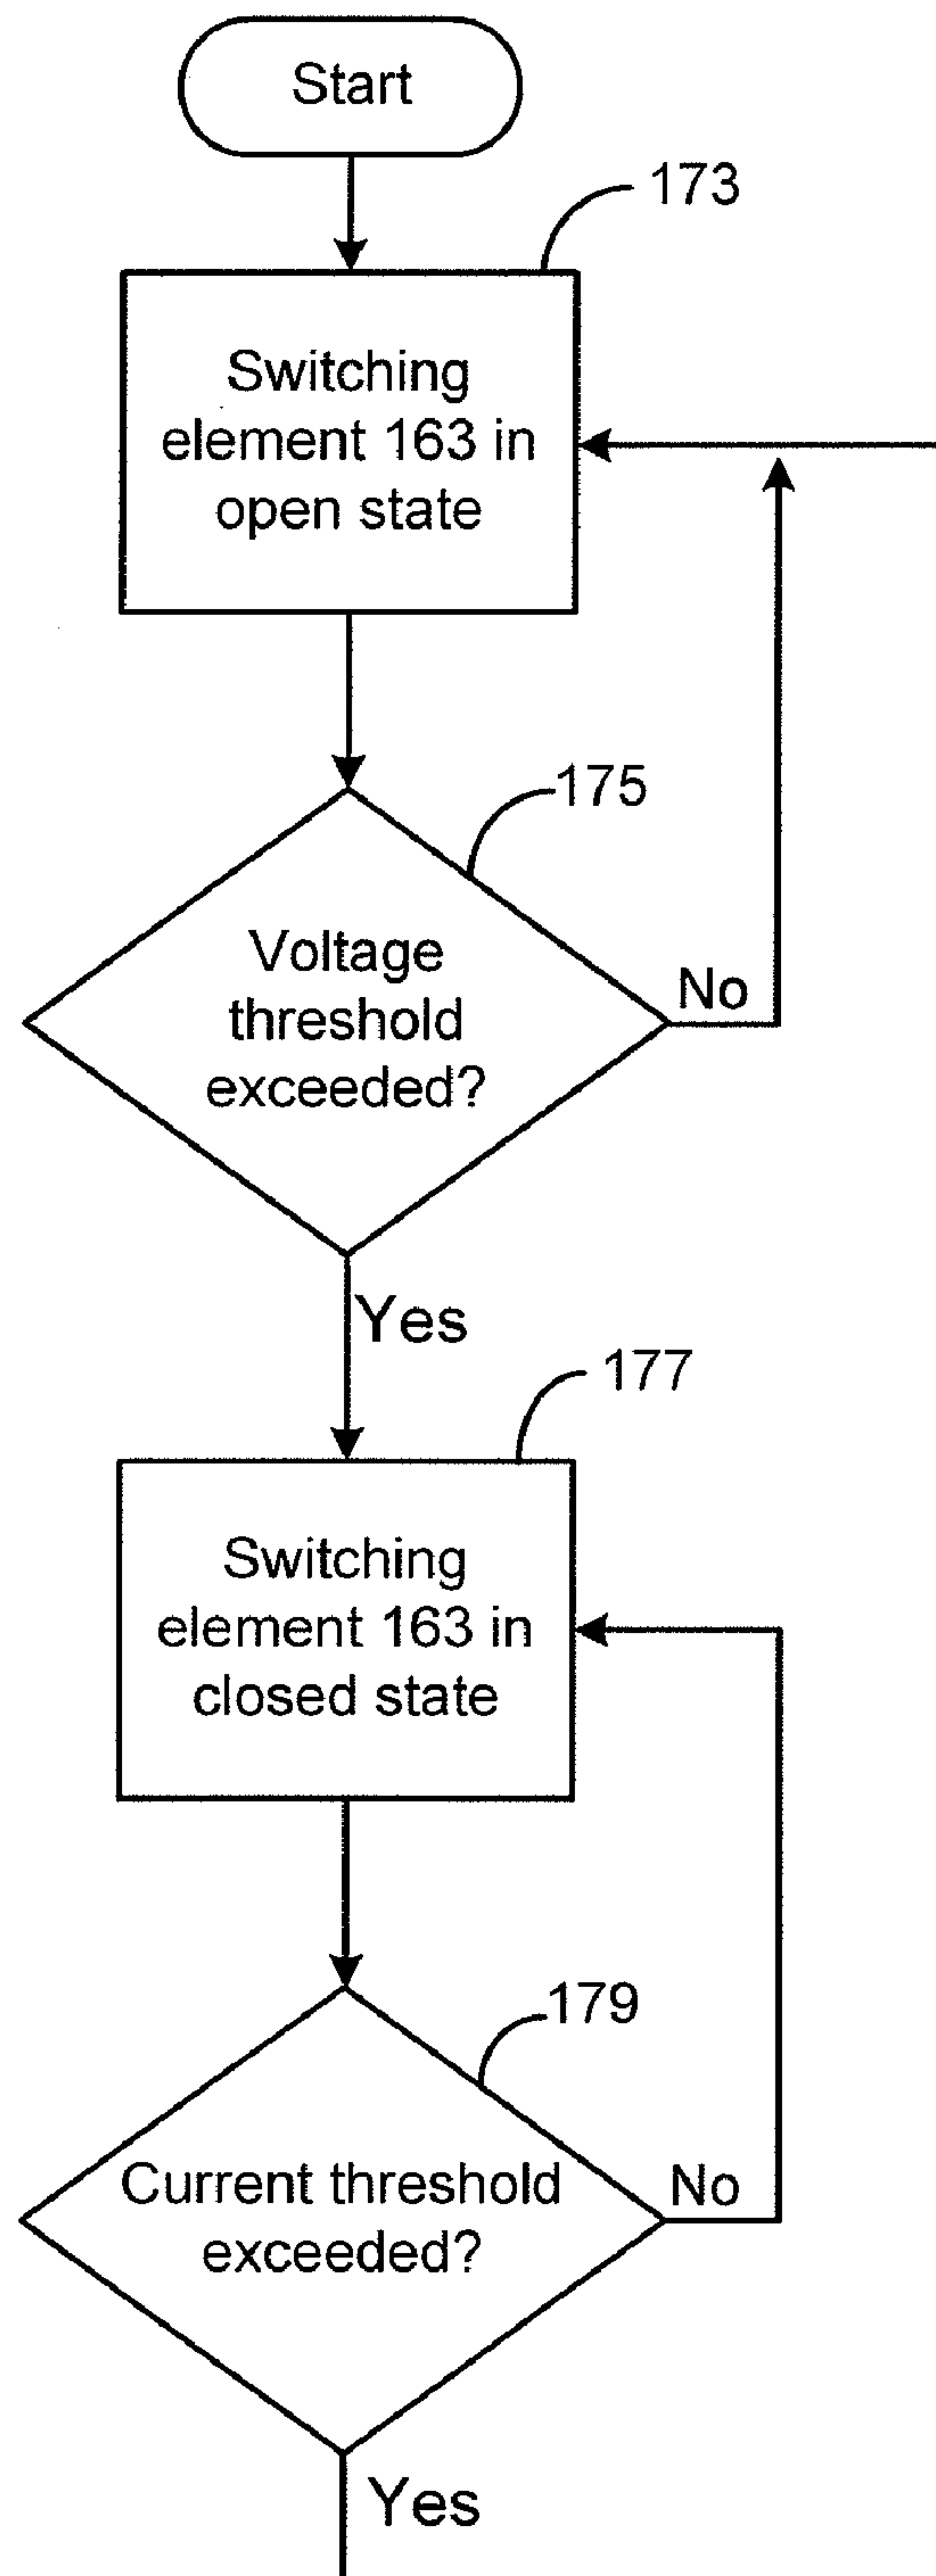 Start
173
Switching
element 163 in
open state
175
Voltage
threshold
exceeded?
No
Yes
177
Switching
element 163 in
closed state
179
Current threshold
exceeded?
No
Yes